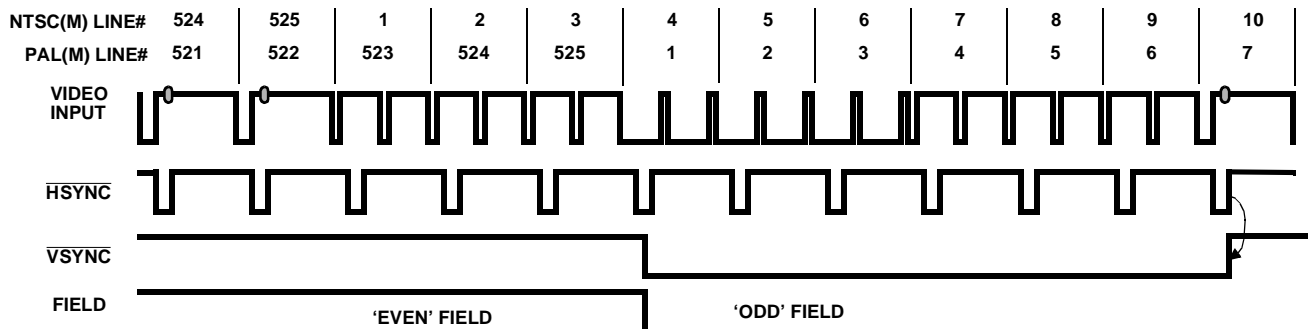 NTSC(M) LINE# 524 525 1 2 3 4 5 6 7 8 9 10
PAL(M) LINE# 521 522 523 524 525 1 2 3 4 5 6 7
VIDEO
INPUT
HSYNC
VSYNC
FIELD
‘EVEN’ FIELD
‘ODD’ FIELD